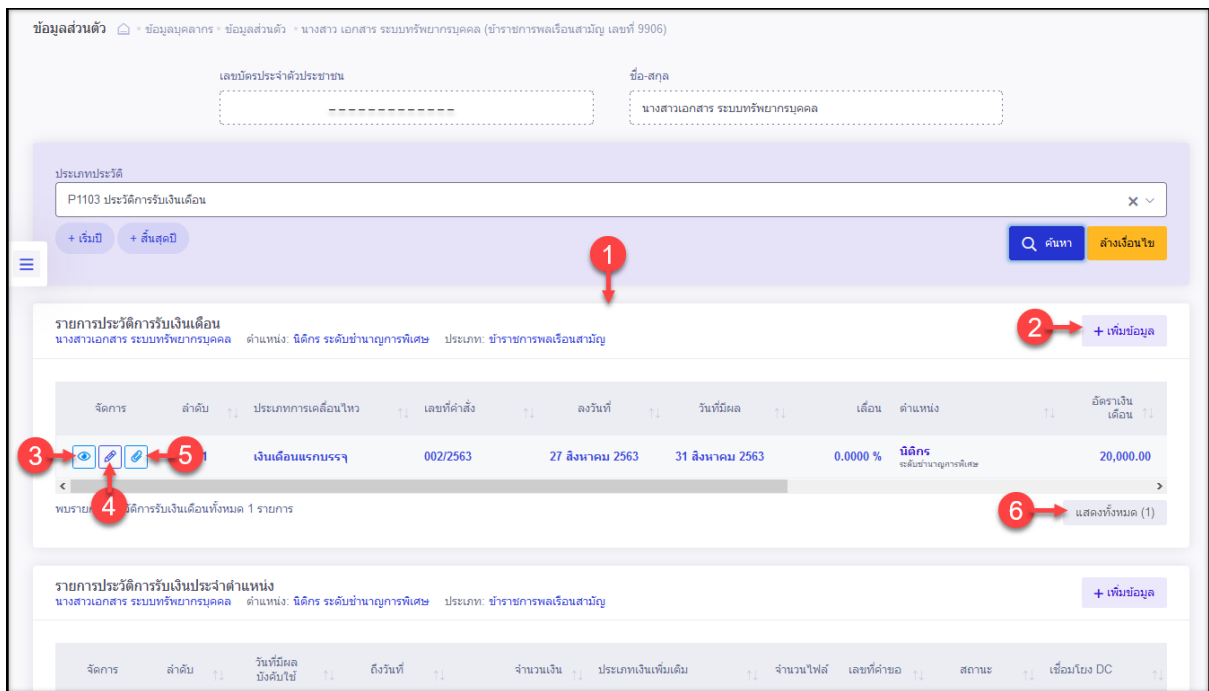 ข้อมูลส่วนตัว ข้อมูลบุคลากร ข้อมูลส่วนตัว นางสาว เอกสาร ระบบทรัพยากรบุคคล (ข้าราชการพลเรือนสามัญ เลขที่ 9906)
เลขบัตรประจำตัวประชาชน ชื่อ-สกุล
_ _ _ _ _ _ _ _ _ _ _ _ _ นางสาวเอกสาร ระบบทรัพยากรบุคคล
ประเภทประวัติ
P1103 ประวัติการรับเงินเดือน
+ เริ่มปี + สิ้นสุดปี ค้นหา ล้างเงื่อนไข
1
รายการประวัติการรับเงินเดือน
นางสาวเอกสาร ระบบทรัพยากรบุคคล ตำแหน่ง: นิติกร ระดับชำนาญการพิเศษ ประเภท: ข้าราชการพลเรือนสามัญ
2 + เพิ่มข้อมูล
จัดการ ลำดับ ประเภทการเคลื่อนไหว เลขที่คำสั่ง ลงวันที่ วันที่มีผล เลื่อน ตำแหน่ง อัตราเงินเดือน
3 5 1 เงินเดือนแรกบรรจุ 002/2563 27 สิงหาคม 2563 31 สิงหาคม 2563 0.0000 % นิติกร 20,000.00
ระดับชำนาญการพิเศษ
4
พบราย วัติการรับเงินเดือนทั้งหมด 1 รายการ 6 แสดงทั้งหมด (1)
รายการประวัติการรับเงินประจำตำแหน่ง
นางสาวเอกสาร ระบบทรัพยากรบุคคล ตำแหน่ง: นิติกร ระดับชำนาญการพิเศษ ประเภท: ข้าราชการพลเรือนสามัญ
+ เพิ่มข้อมูล
จัดการ ลำดับ วันที่มีผลบังคับใช้ ถึงวันที่ จำนวนเงิน ประเภทเงินเพิ่มเติม จำนวนไฟล์ เลขที่คำขอ สถานะ เชื่อมโยง DC